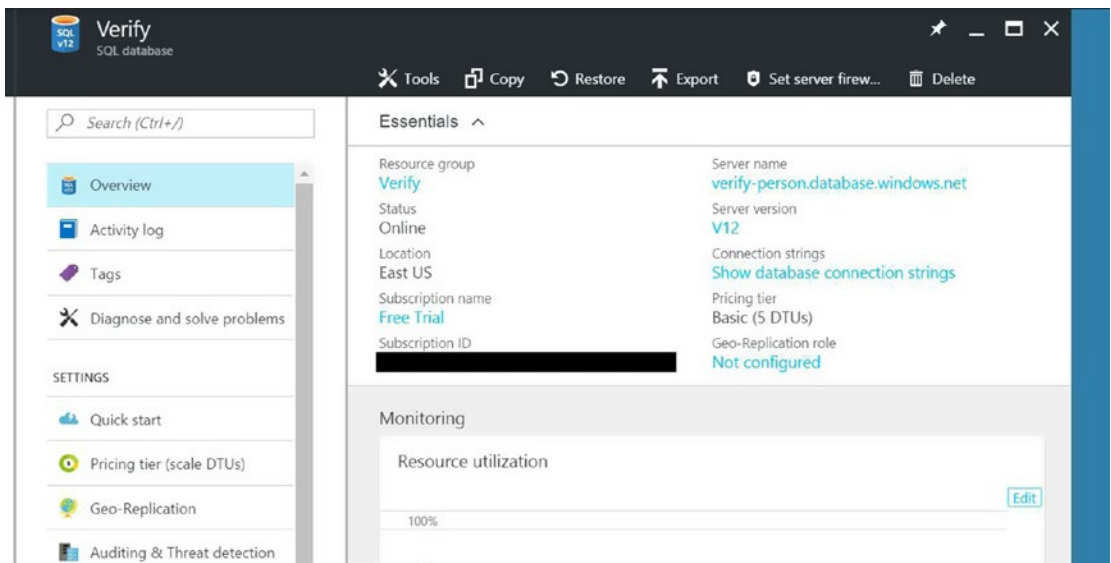 SQL v12
Verify
SQL database
Tools Copy Restore Export Set server firew... Delete
Search (Ctrl+/)
Overview
Activity log
Tags
Diagnose and solve problems
SETTINGS
Quick start
Pricing tier (scale DTUs)
Geo-Replication
Auditing & Threat detection
Essentials
Resource group
Verify
Status
Online
Location
East US
Subscription name
Free Trial
Subscription ID
Server name
verify-person.database.windows.net
Server version
V12
Connection strings
Show database connection strings
Pricing tier
Basic (5 DTUs)
Geo-Replication role
Not configured
Monitoring
Resource utilization
Edit
100%